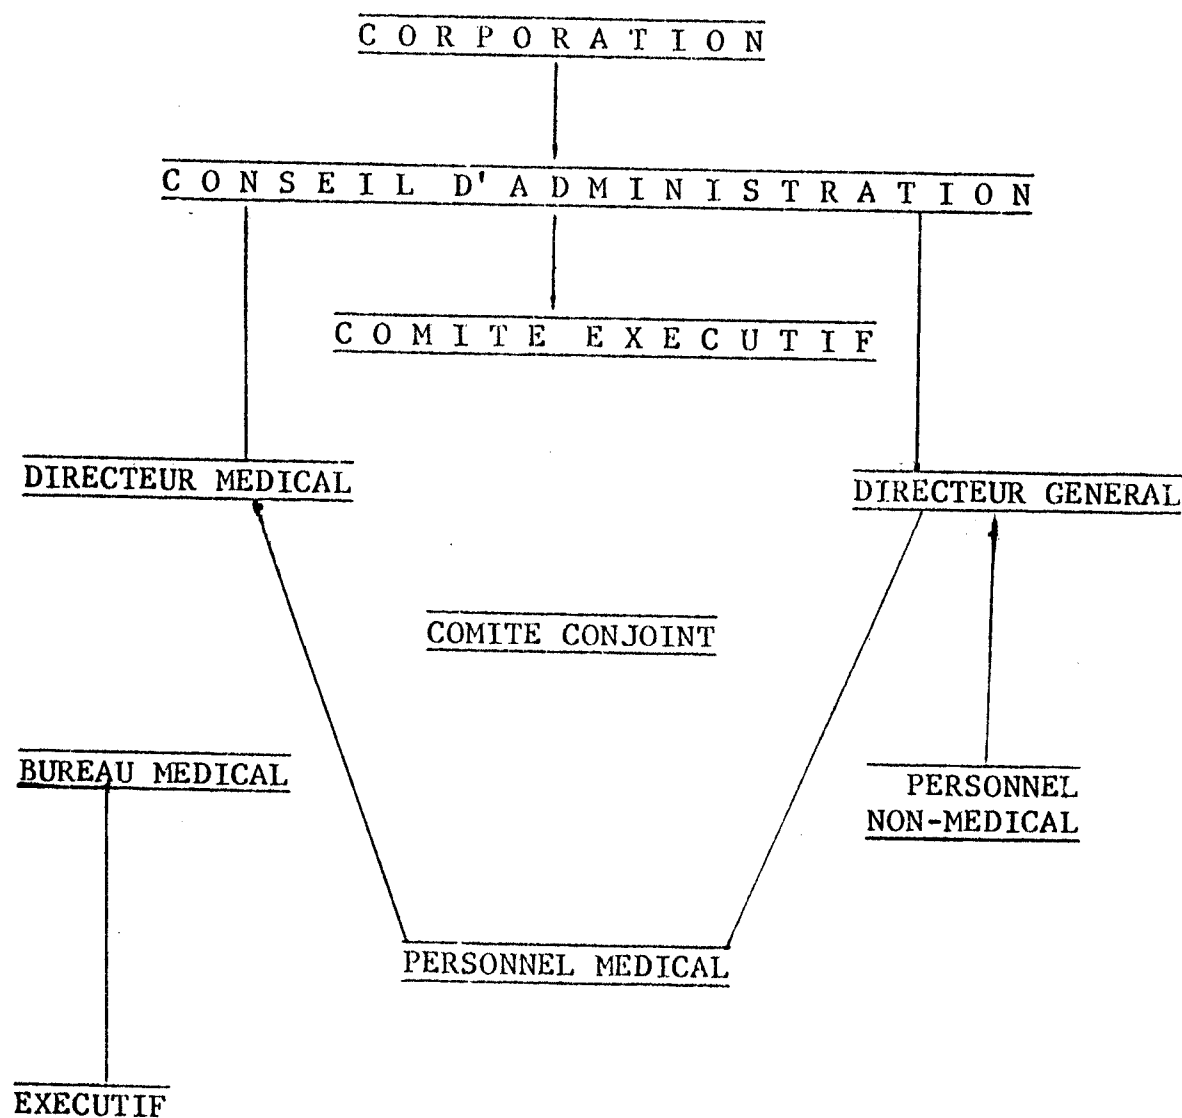 CORPORATION
CONSEIL D'ADMINISTRATION
COMITE EXECUTIF
DIRECTEUR MEDICAL
DIRECTEUR GENERAL
COMITE CONJOINT
BUREAU MEDICAL
PERSONNEL
NON-MEDICAL
PERSONNEL MEDICAL
EXECUTIF